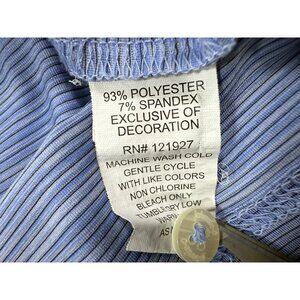 93% POLYESTER
7% SPANDEX
EXCLUSIVE OF
DECORATION
RN# 121927
MACHINE WASH COLD
GENTLE CYCLE
WITH LIKE COLORS
NON CHLORINE
BLEACH ONLY
TUMBLE LOW